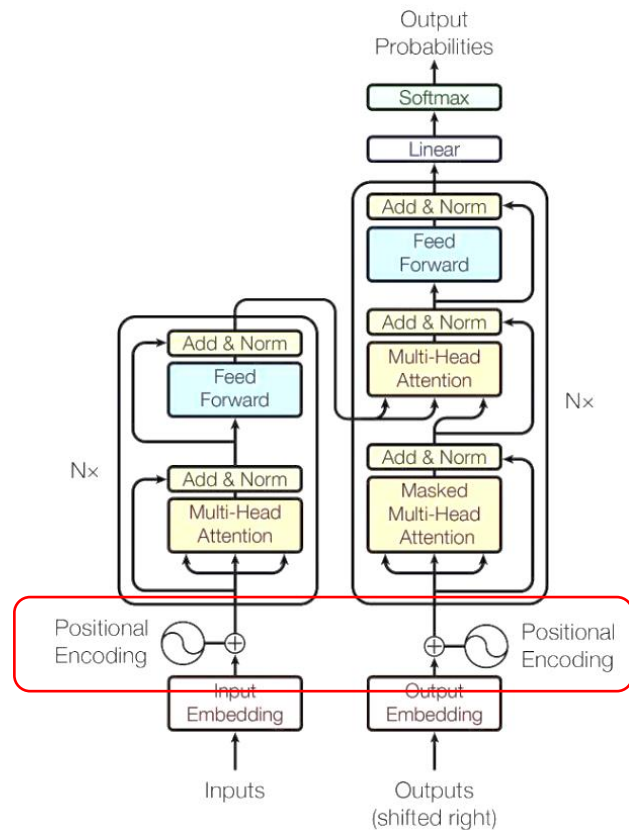 Output
Probabilities
Softmax
Linear
Add & Norm
Feed
Forward
Add & Norm
Multi-Head
Attention
Nx
Add & Norm
Masked
Multi-Head
Attention
Add & Norm
Feed
Forward
Nx
Add & Norm
Multi-Head
Attention
Positional
Encoding
Positional
Encoding
Input
Embedding
Output
Embedding
Inputs
Outputs
(shifted right)